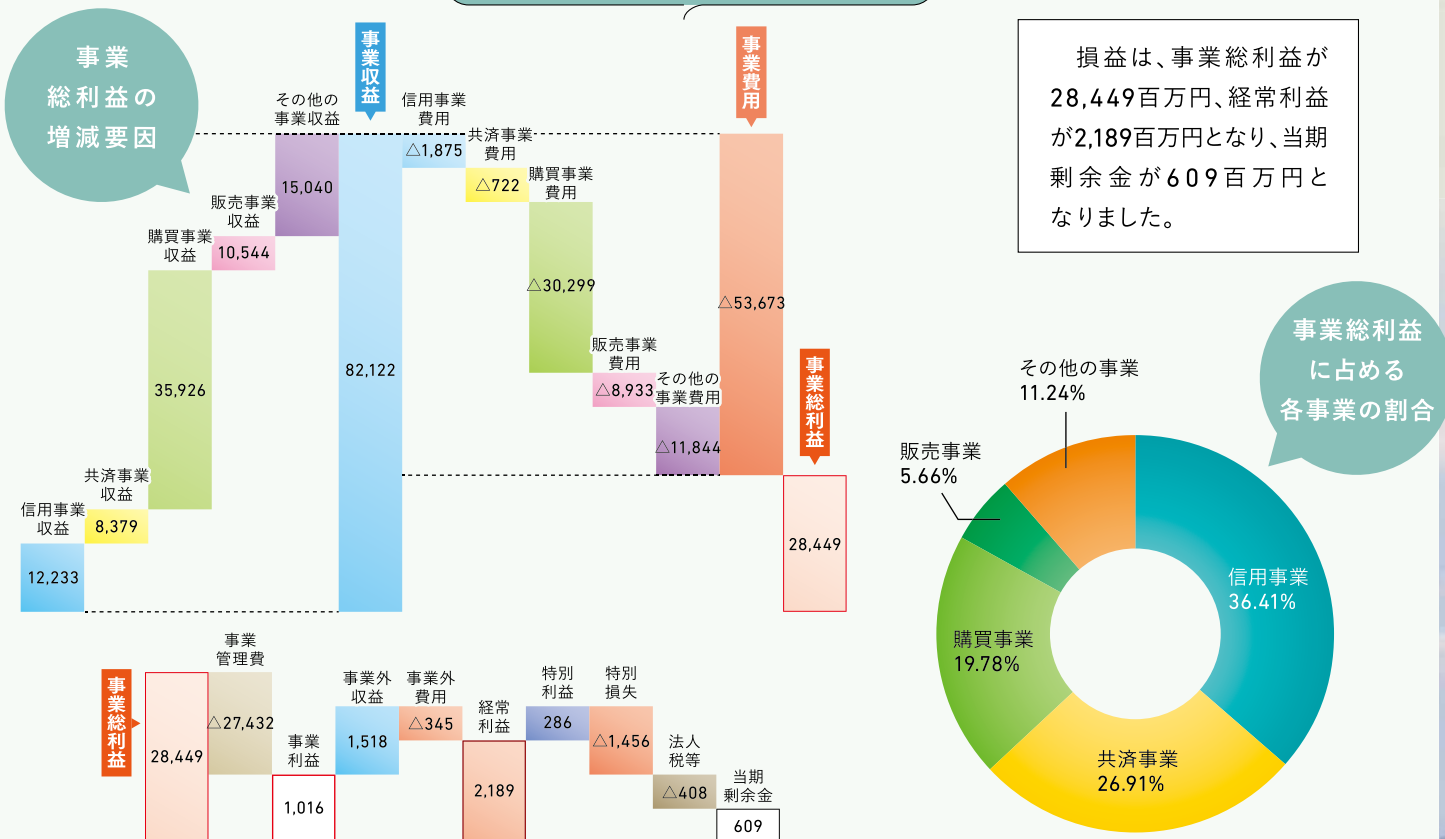 事業
総利益の
増減要因
信用事業
収益
12,233
共済事業
収益
8,379
購買事業
収益
35,926
販売事業
収益
10,544
その他の
事業収益
15,040
事業収益
82,122
信用事業
費用
△1,875
共済事業
費用
△722
購買事業
費用
△30,299
販売事業
費用
△8,933
その他の
事業費用
△11,844
事業費用
△53,673
事業総利益
28,449
損益は、事業総利益が
28,449百万円、経常利益
が2,189百万円となり、当期
剰余金が609百万円と
なりました。
事業総利益
に占める
各事業の割合
その他の事業
11.24%
販売事業
5.66%
購買事業
19.78%
共済事業
26.91%
信用事業
36.41%
事業総利益
28,449
事業
管理費
△27,432
事業
利益
1,016
事業外
収益
1,518
事業外
費用
△345
経常
利益
2,189
特別
利益
286
特別
損失
△1,456
法人
税等
△408
当期
剰余金
609